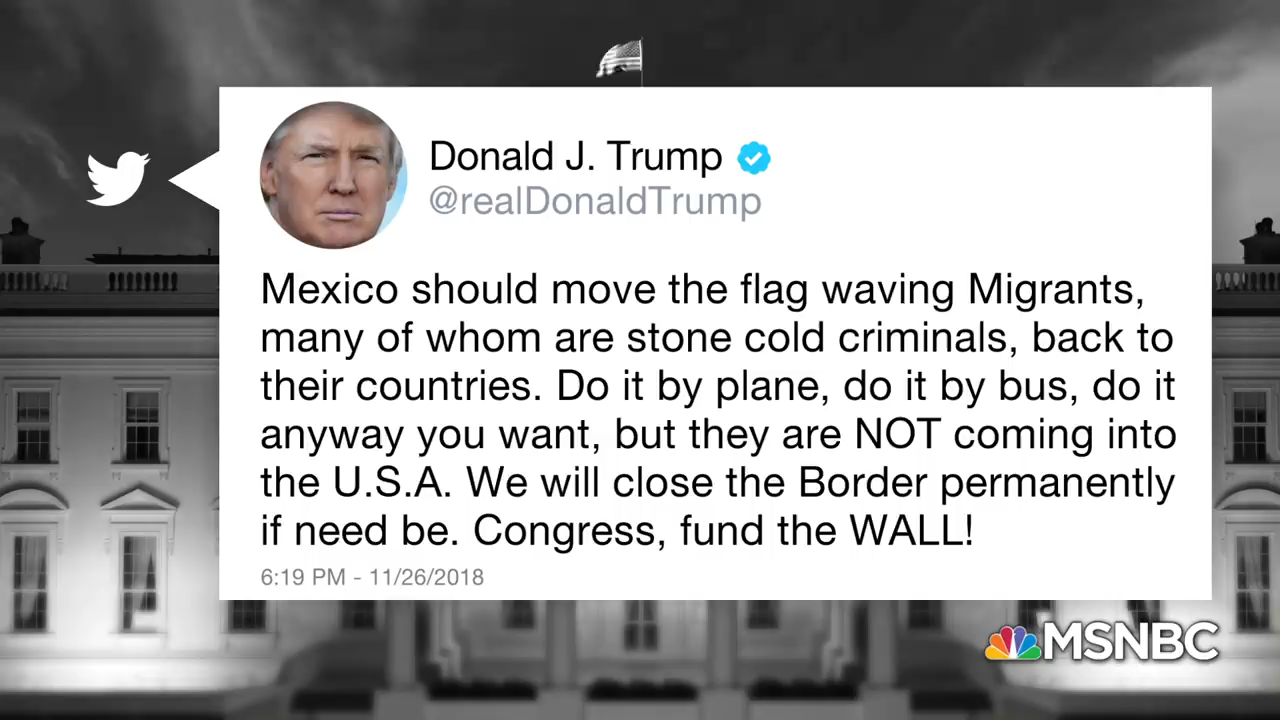 Donald J. Trump
@realDonaldTrump
Mexico should move the flag waving Migrants,
many of whom are stone cold criminals, back to
their countries. Do it by plane, do it by bus, do it
anyway you want, but they are NOT coming into
the U.S.A. We will close the Border permanently
if need be. Congress, fund the WALL!
6:19 PM - 11/26/2018
MSNBC